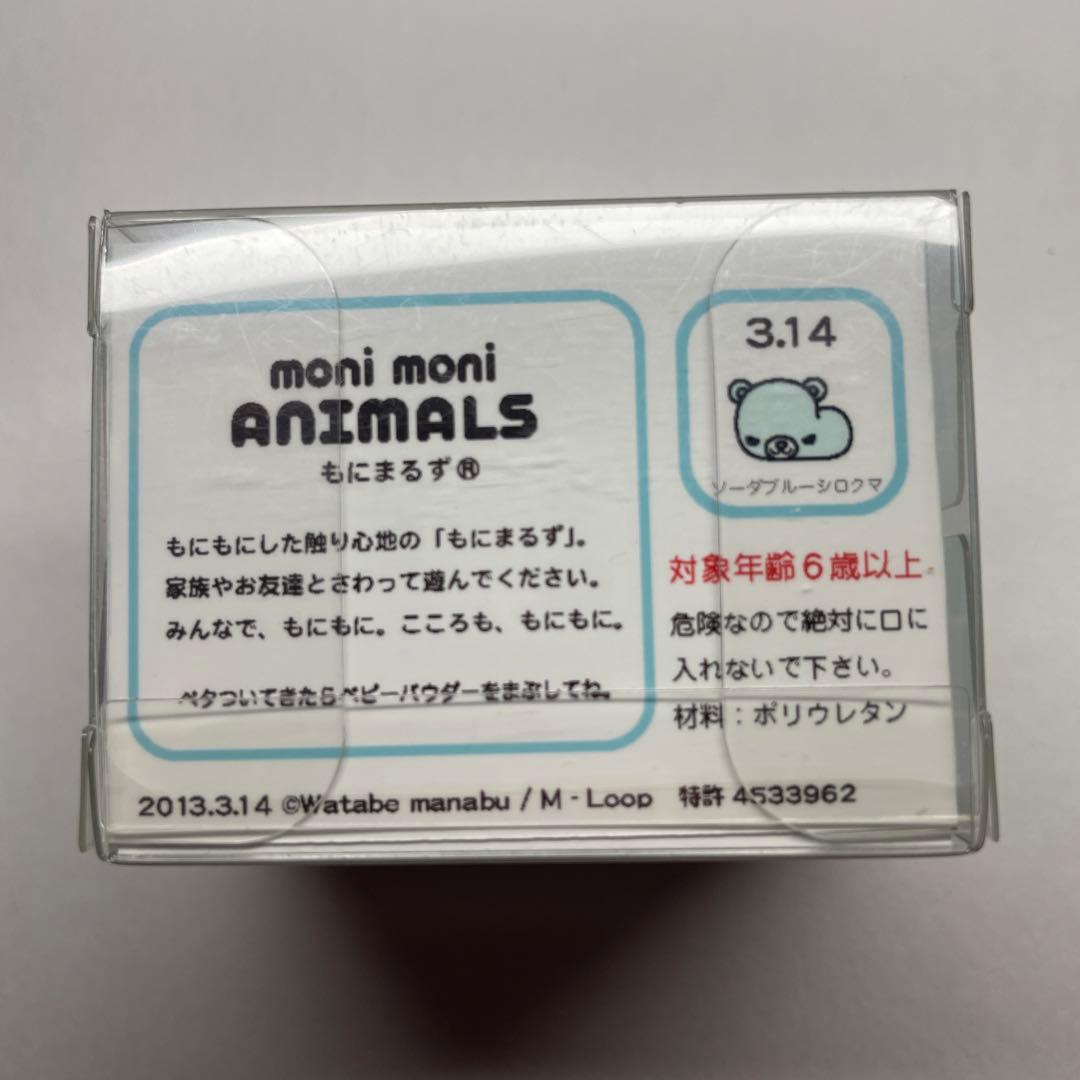 moni moni
ANIMALS
もにまるず®
もにもにした触り心地の「もにまるず」。
家族やお友達とさわって遊んでください。
みんなで、もにもに。こころも、もにもに。
ベタついてきたらベビーパウダーをまぶしてね。
3.14
ソーダブルーシロクマ
対象年齢6歳以上
危険なので絶対に口に
入れないで下さい。
材料：ポリウレタン
2013.3.14 ©Watabe manabu / M - Loop 特許 4533962